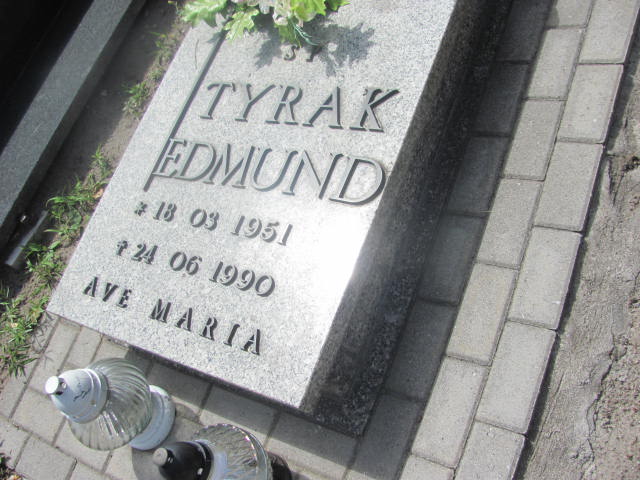 TYRAK
EDMUND
* 18 03 1951
✝ 24 06 1990
AVE MARIA